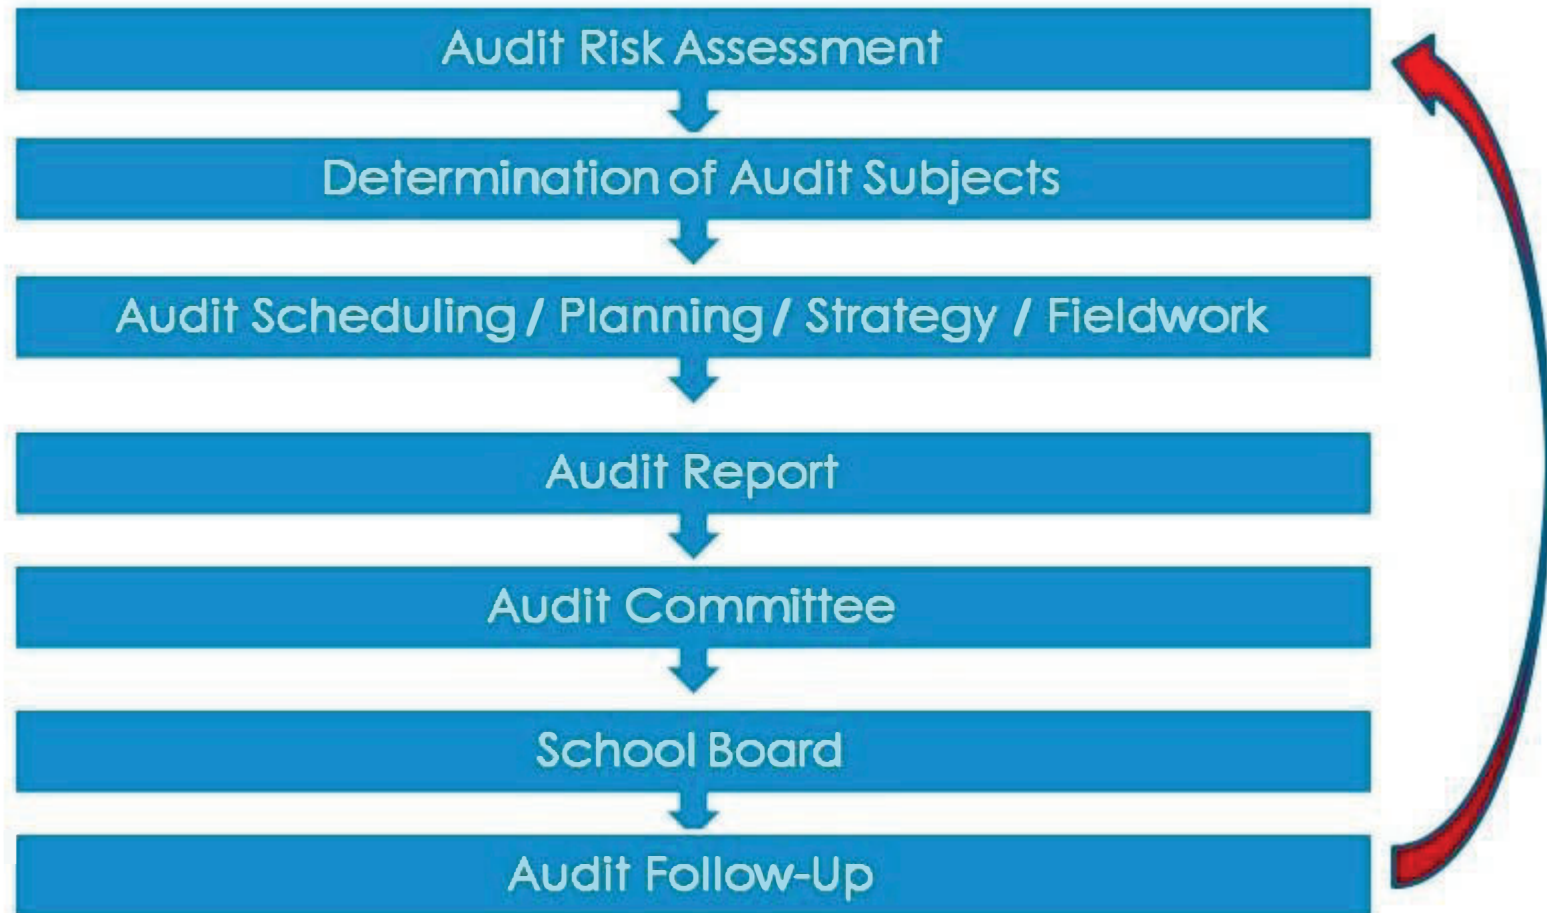 Audit Risk Assessment
Determination of Audit Subjects
Audit Scheduling / Planning / Strategy / Fieldwork
Audit Report
Audit Committee
School Board
Audit Follow-Up